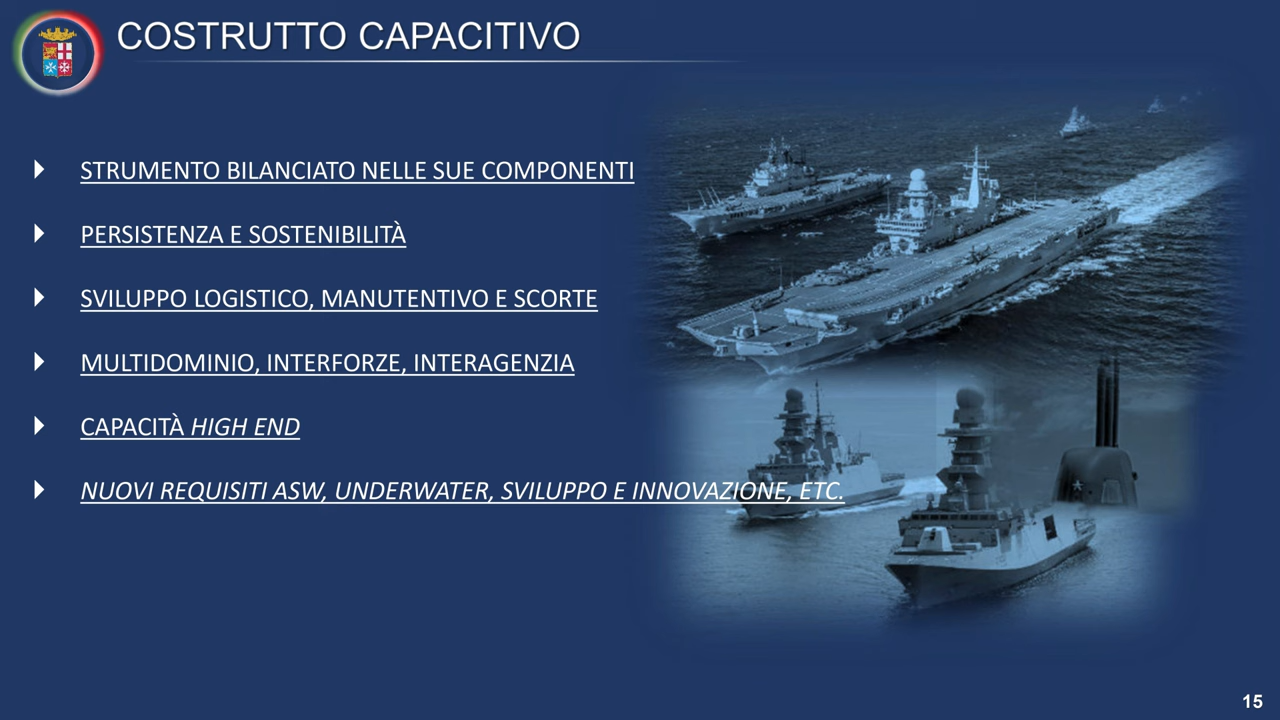 COSTRUTTO CAPACITIVO
STRUMENTO BILANCIATO NELLE SUE COMPONENTI
PERSISTENZA E SOSTENIBILITÀ
SVILUPPO LOGISTICO, MANUTENTIVO E SCORTE
MULTIDOMINIO, INTERFORZE, INTERAGENZIA
CAPACITÀ HIGH END
NUOVI REQUISITI ASW, UNDERWATER, SVILUPPO E INNOVAZIONE, ETC.
15